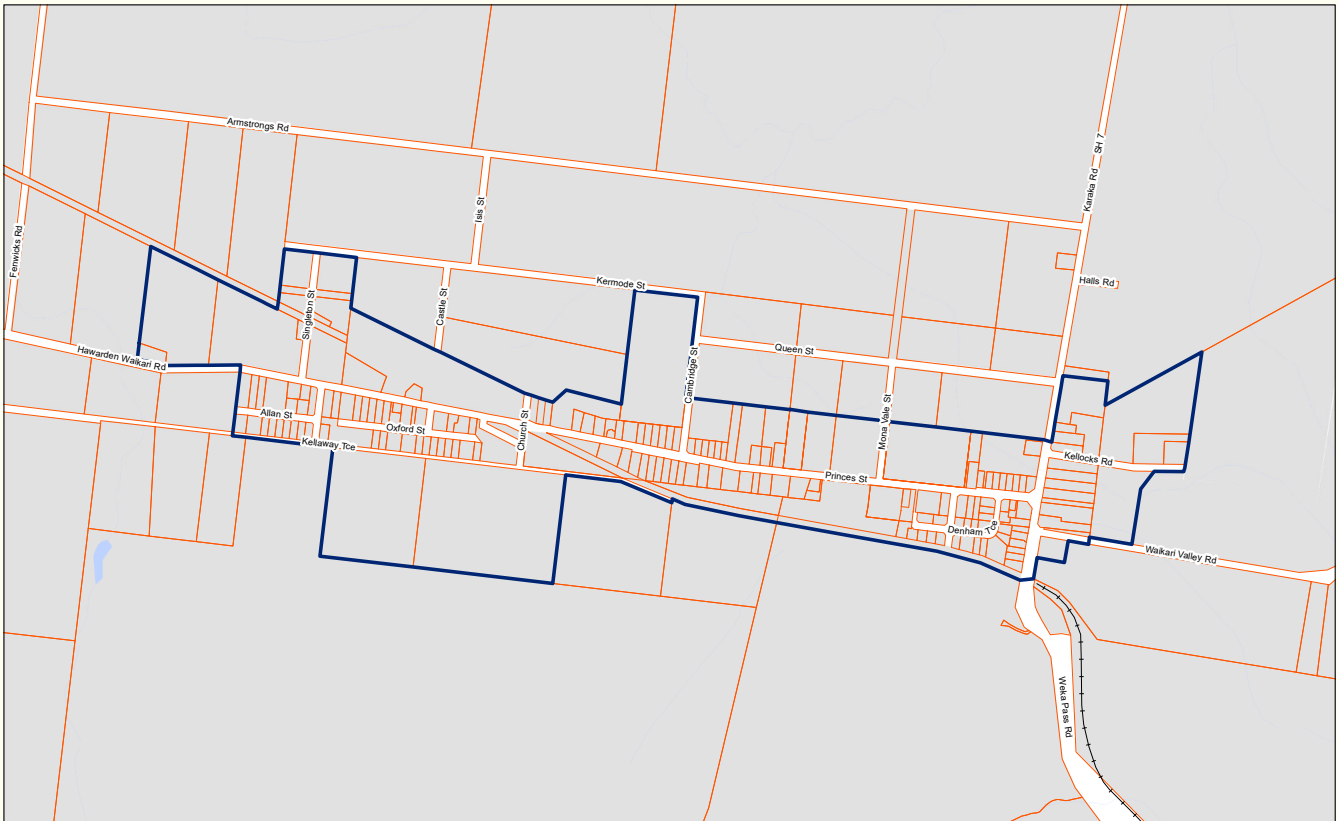 Armstrongs Rd
SH 7
Karaka Rd
Isis St
Fenwicks Rd
Kermode St
Halls Rd
Singleton St
Castle St
Hawarden Waikari Rd
Cambridge St
Queen St
Allan St
Oxford St
Church St
Mona Vale St
Kellaway Tce
Kellocks Rd
Princes St
Denham Tce
Waikari Valley Rd
Weka Pass Rd